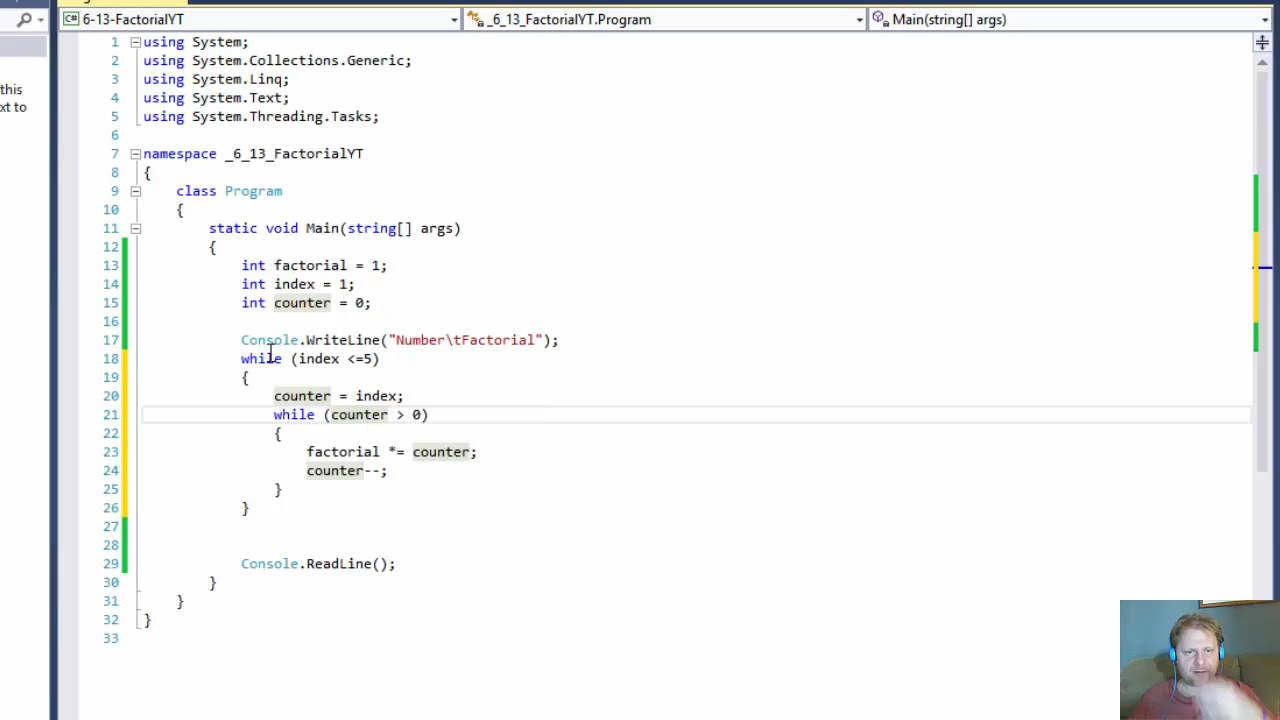 6-13-FactorialYT _6_13_FactorialYT.Program Main(string[] args)
this
xt to
1 using System;
2 using System.Collections.Generic;
3 using System.Linq;
4 using System.Text;
5 using System.Threading.Tasks;
6
7 namespace _6_13_FactorialYT
8 {
9 class Program
10 {
11 static void Main(string[] args)
12 {
13 int factorial = 1;
14 int index = 1;
15 int counter = 0;
16
17 Console.WriteLine("Number\tFactorial");
18 while (index <=5)
19 {
20 counter = index;
21 while (counter > 0)
22 {
23 factorial *= counter;
24 counter--;
25 }
26 }
27
28
29 Console.ReadLine();
30 }
31 }
32 }
33